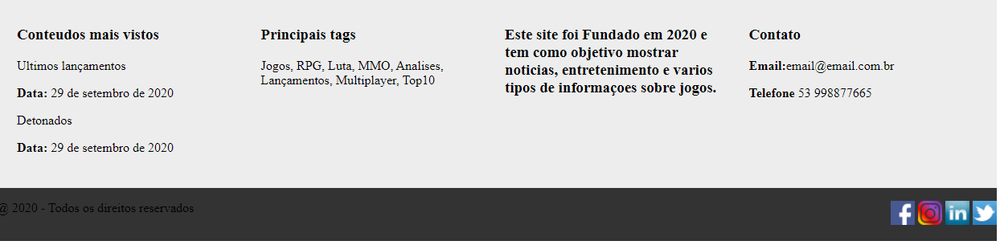 Conteudos mais vistos
Ultimos lançamentos
Data: 29 de setembro de 2020
Detonados
Data: 29 de setembro de 2020
Principais tags
Jogos, RPG, Luta, MMO, Analises,
Lançamentos, Multiplayer, Top10
Este site foi Fundado em 2020 e
tem como objetivo mostrar
noticias, entretenimento e varios
tipos de informaçoes sobre jogos.
Contato
Email:email@email.com.br
Telefone 53 998877665
@ 2020 - Todos os direitos reservados